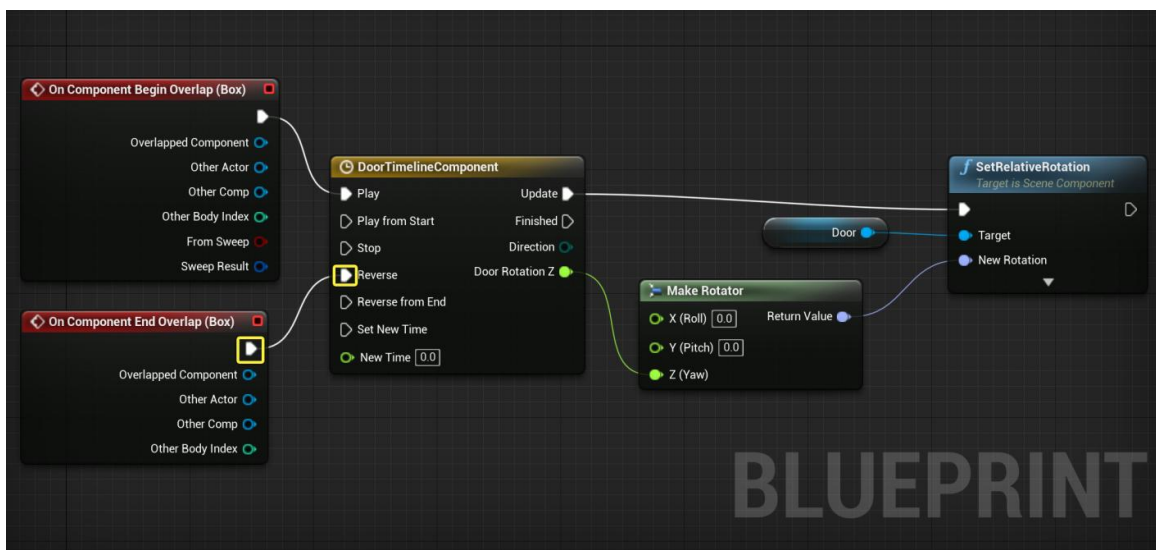 On Component Begin Overlap (Box)
Overlapped Component
Other Actor
Other Comp
Other Body Index
From Sweep
Sweep Result
On Component End Overlap (Box)
Overlapped Component
Other Actor
Other Comp
Other Body Index
DoorTimelineComponent
Play Update
Play from Start Finished
Stop Direction
Reverse Door Rotation Z
Reverse from End
Set New Time
New Time 0.0
Door
Make Rotator
X (Roll) 0.0 Return Value
Y (Pitch) 0.0
Z (Yaw)
f SetRelativeRotation
Target is Scene Component
Target
New Rotation
BLUEPRINT